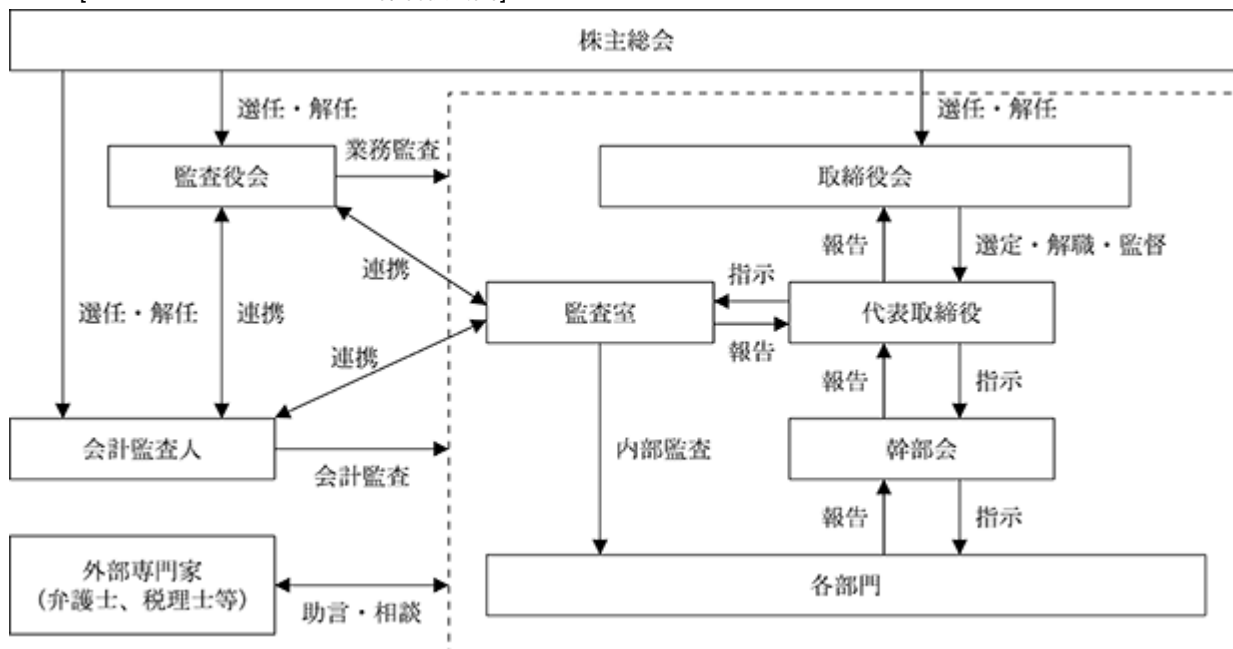 株主総会
選任・解任
選任・解任
業務監査
監査役会
取締役会
報告
選定・解職・監督
連携
指示
監査室
代表取締役
選任・解任
連携
報告
連携
報告
指示
会計監査人
内部監査
幹部会
会計監査
報告
指示
外部専門家
(弁護士、税理士等)
各部門
助言・相談